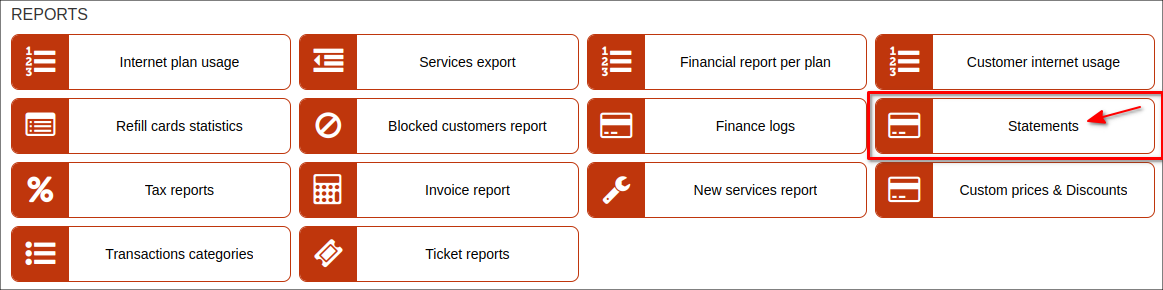 REPORTS
Internet plan usage
Services export
Financial report per plan
Customer internet usage
Refill cards statistics
Blocked customers report
Finance logs
Statements
Tax reports
Invoice report
New services report
Custom prices & Discounts
Transactions categories
Ticket reports